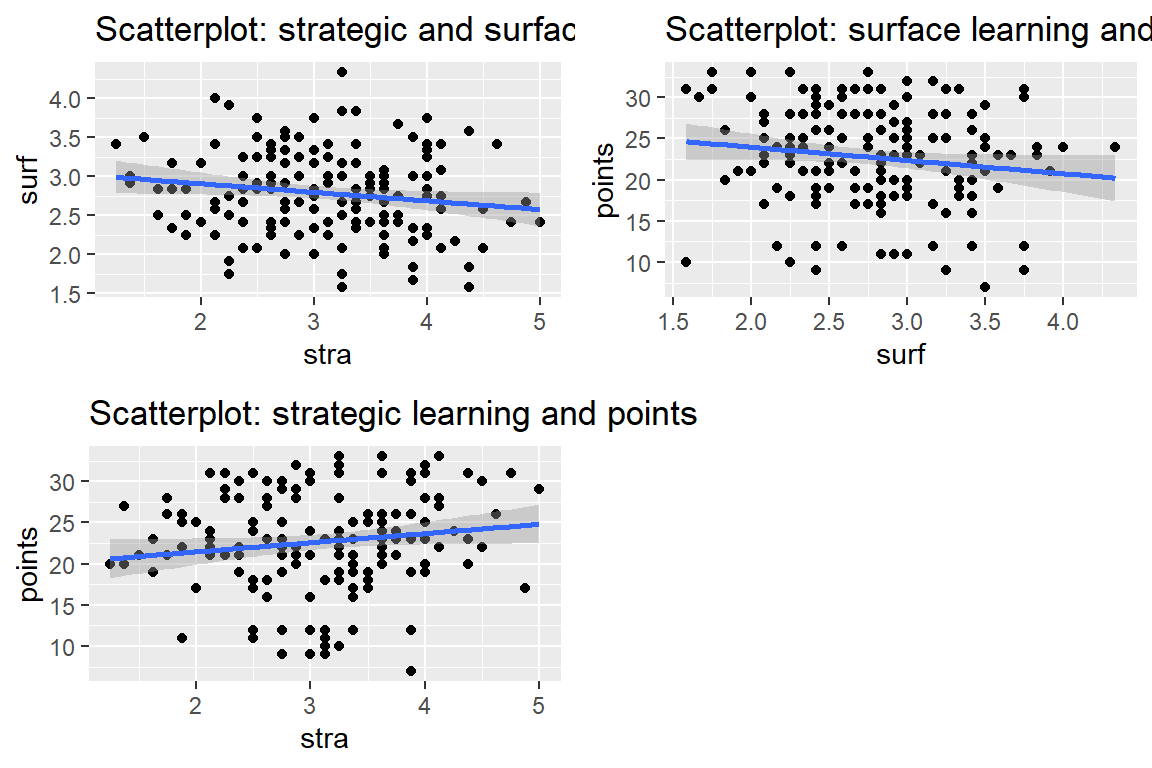 Scatterplot: strategic and surfac
4.0
3.5
3.0
2.5
2.0
1.5
surf
2 3 4 5
stra
Scatterplot: surface learning and
30
25
20
15
10
points
1.5 2.0 2.5 3.0 3.5 4.0
surf
Scatterplot: strategic learning and points
30
25
20
15
10
points
2 3 4 5
stra